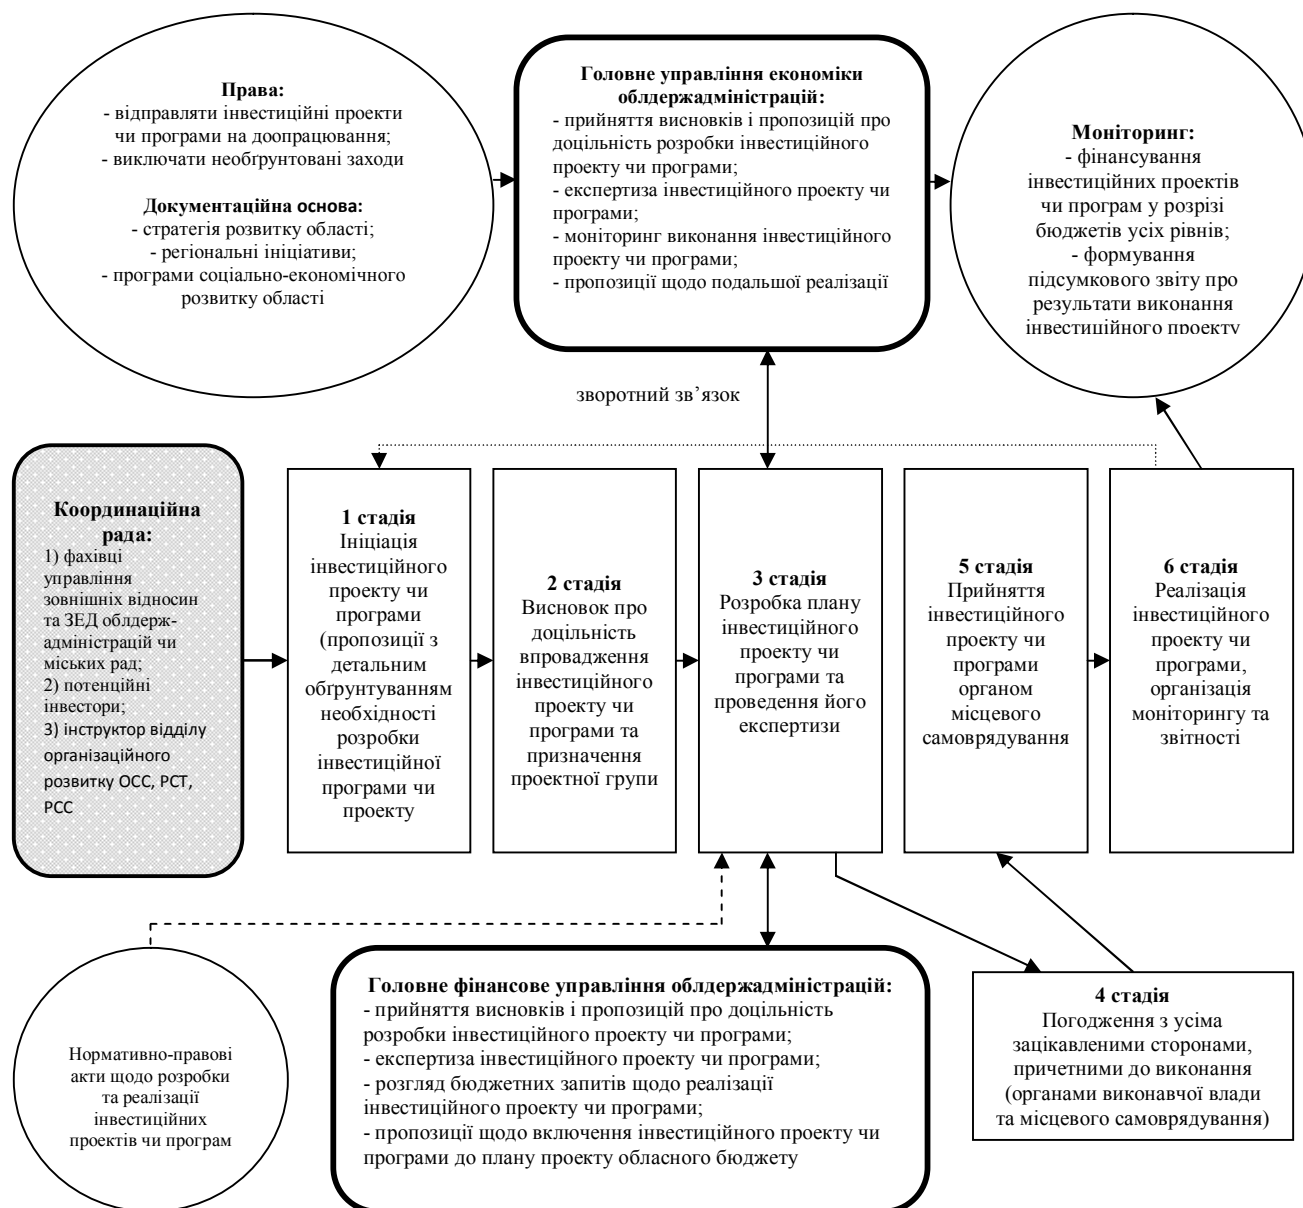 Права:
- відправляти інвестиційні проекти
чи програми на доопрацювання;
- виключати необґрунтовані заходи
Документаційна основа:
- стратегія розвитку області;
- регіональні ініціативи;
- програми соціально-економічного
розвитку області
Головне управління економіки
облдержадміністрацій:
- прийняття висновків і пропозицій про
доцільність розробки інвестиційного
проекту чи програми;
- експертиза інвестиційного проекту чи
програми;
- моніторинг виконання інвестиційного
проекту чи програми;
- пропозиції щодо подальшої реалізації
Моніторинг:
- фінансування
інвестиційних проектів
чи програм у розрізі
бюджетів усіх рівнів;
- формування
підсумкового звіту про
результати виконання
інвестиційного проекту
зворотний зв’язок
Координаційна
рада:
1) фахівці
управління
зовнішніх відносин
та ЗЕД облдерж-
адміністрацій чи
міських рад;
2) потенційні
інвестори;
3) інструктор відділу
організаційного
розвитку ОСС, РСТ,
РСС
1 стадія
Ініціація
інвестиційного
проекту чи
програми
(пропозиції з
детальним
обґрунтуванням
необхідності
розробки
інвестиційної
програми чи
проекту
2 стадія
Висновок про
доцільність
впровадження
інвестиційного
проекту чи
програми та
призначення
проектної групи
3 стадія
Розробка плану
інвестиційного
проекту чи
програми та
проведення його
експертизи
5 стадія
Прийняття
інвестиційного
проекту чи
програми
органом
місцевого
самоврядування
6 стадія
Реалізація
інвестиційного
проекту чи
програми,
організація
моніторингу та
звітності
Нормативно-правові
акти щодо розробки
та реалізації
інвестиційних
проектів чи програм
Головне фінансове управління облдержадміністрацій:
- прийняття висновків і пропозицій про доцільність
розробки інвестиційного проекту чи програми;
- експертиза інвестиційного проекту чи програми;
- розгляд бюджетних запитів щодо реалізації
інвестиційного проекту чи програми;
- пропозиції щодо включення інвестиційного проекту чи
програми до плану проекту обласного бюджету
4 стадія
Погодження з усіма
зацікавленими сторонами,
причетними до виконання
(органами виконавчої влади
та місцевого самоврядування)